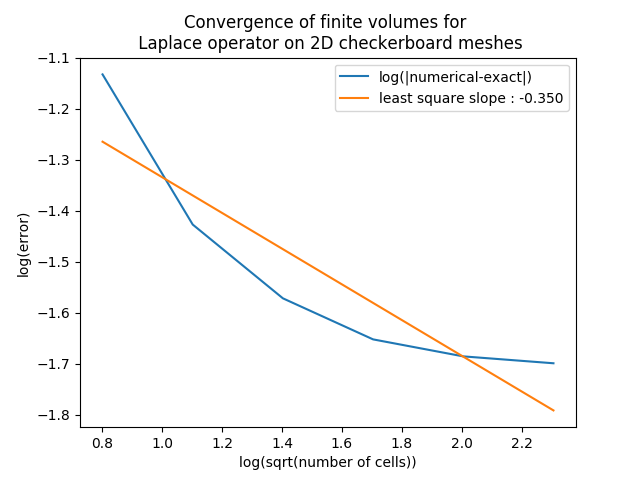 Convergence of finite volumes for
Laplace operator on 2D checkerboard meshes
log(|numerical-exact|)
least square slope : -0.350
log(error)
−1.1
−1.2
−1.3
−1.4
−1.5
−1.6
−1.7
−1.8
0.8 1.0 1.2 1.4 1.6 1.8 2.0 2.2
log(sqrt(number of cells))